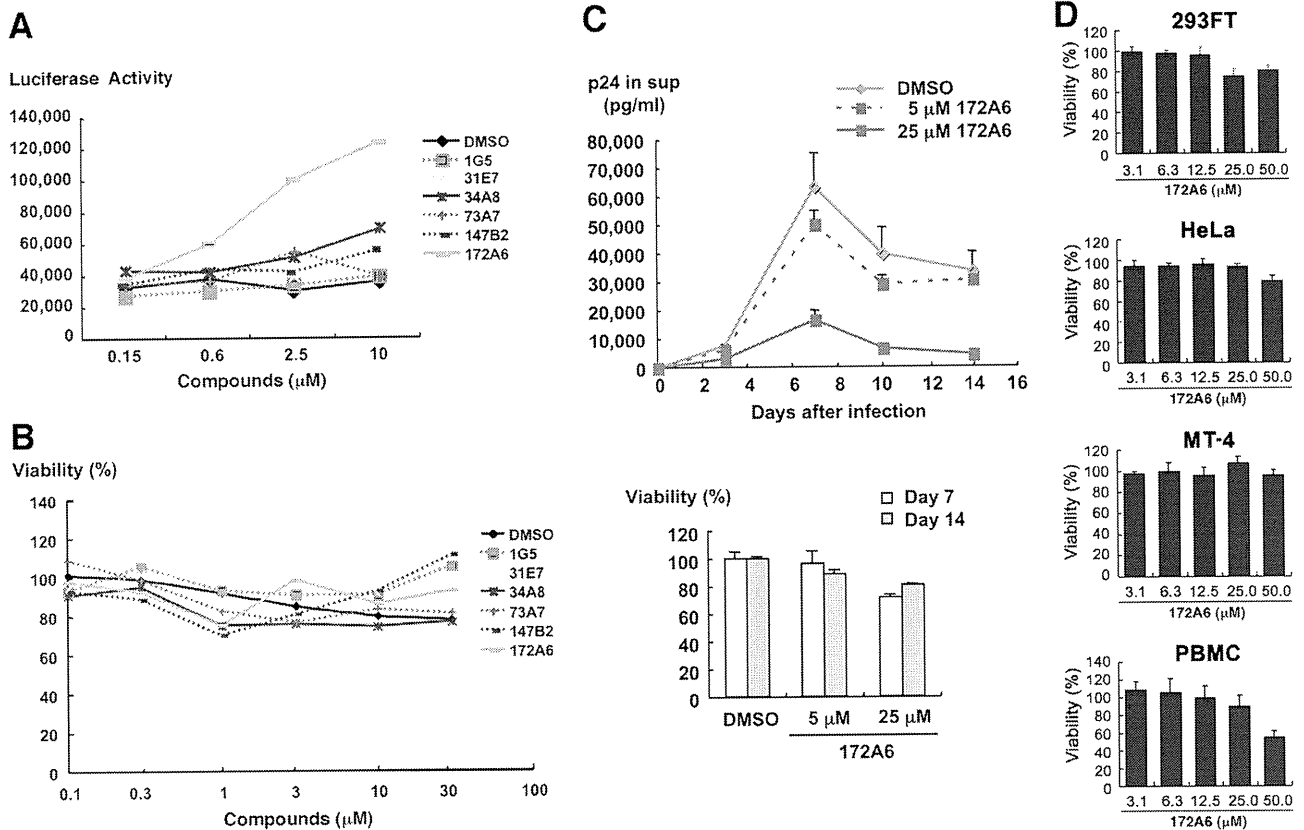 A
Luciferase Activity
140,000
120,000
100,000
80,000
60,000
40,000
20,000
0
0.15 0.6 2.5 10
Compounds (μM)
DMSO
1G5
31E7
34A8
73A7
147B2
172A6
B
Viability (%)
140
120
100
80
60
40
20
0
0.1 0.3 1 3 10 30 100
Compounds (μM)
DMSO
1G5
31E7
34A8
73A7
147B2
172A6
C
p24 in sup
(pg/ml)
80,000
70,000
60,000
50,000
40,000
30,000
20,000
10,000
0
0 2 4 6 8 10 12 14 16
Days after infection
DMSO
5 μM 172A6
25 μM 172A6
Viability (%)
Day 7
Day 14
120
100
80
60
40
20
0
DMSO 5 μM 25 μM
172A6
D
293FT
Viability (%)
120
100
80
60
40
20
0
3.1 6.3 12.5 25.0 50.0
172A6 (μM)
HeLa
Viability (%)
120
100
80
60
40
20
0
3.1 6.3 12.5 25.0 50.0
172A6 (μM)
MT-4
Viability (%)
120
100
80
60
40
20
0
3.1 6.3 12.5 25.0 50.0
172A6 (μM)
PBMC
Viability (%)
140
120
100
80
60
40
20
0
3.1 6.3 12.5 25.0 50.0
172A6 (μM)